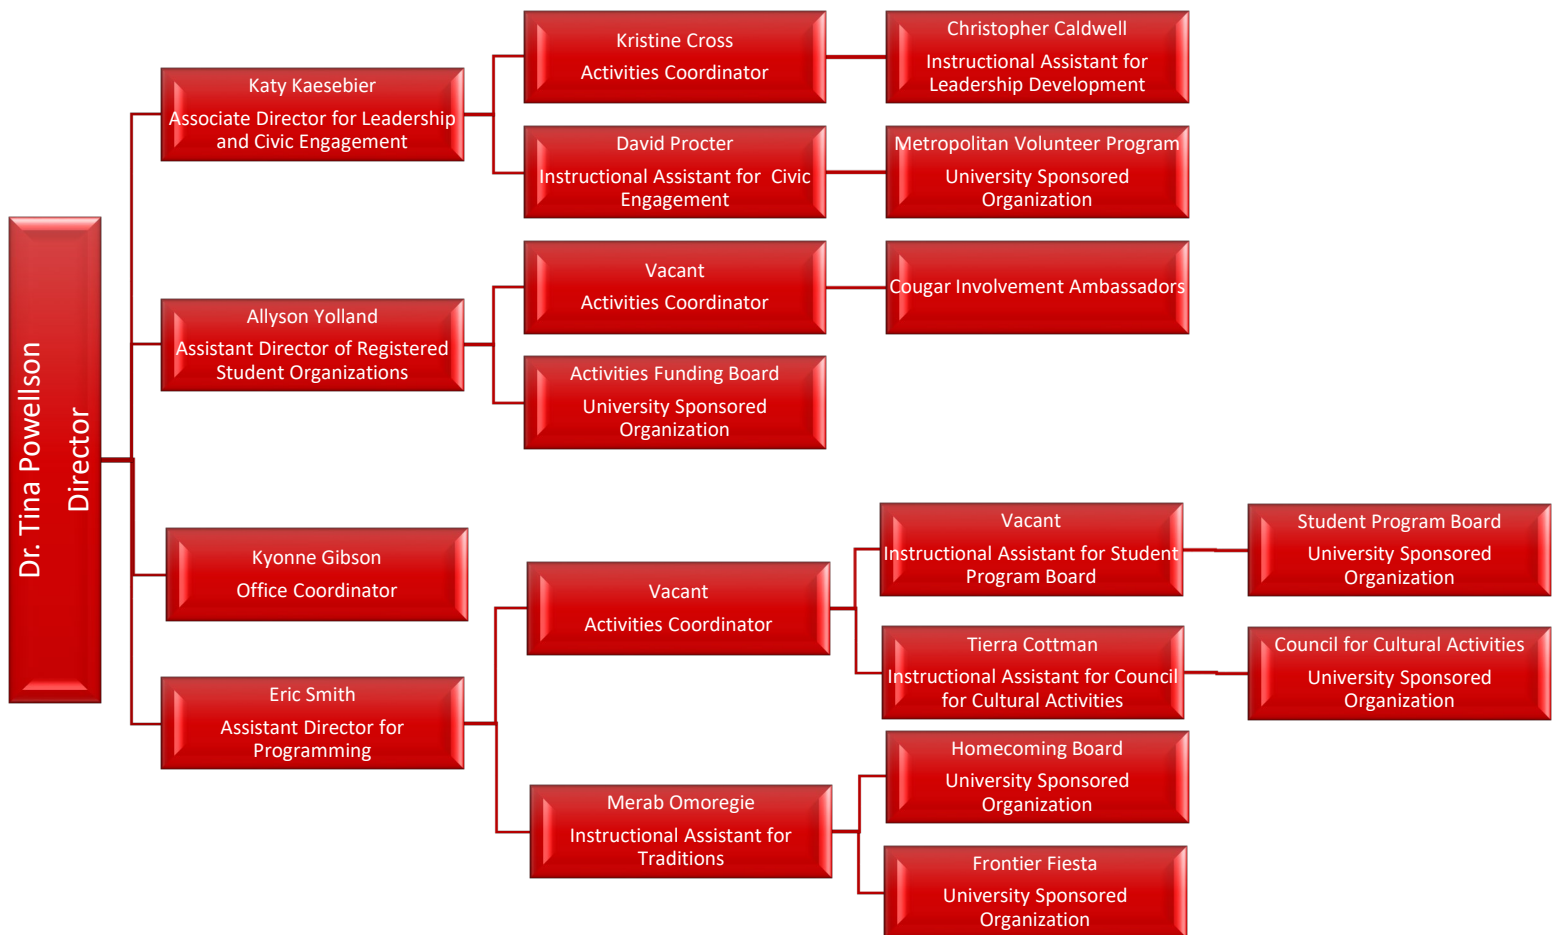 Dr. Tina Powellson
Director
Katy Kaesebier
Associate Director for Leadership
and Civic Engagement
Kristine Cross
Activities Coordinator
Christopher Caldwell
Instructional Assistant for
Leadership Development
David Procter
Instructional Assistant for  Civic
Engagement
Metropolitan Volunteer Program
University Sponsored
Organization
Allyson Yolland
Assistant Director of Registered
Student Organizations
Vacant
Activities Coordinator
Cougar Involvement Ambassadors
Activities Funding Board
University Sponsored
Organization
Kyonne Gibson
Office Coordinator
Eric Smith
Assistant Director for
Programming
Vacant
Activities Coordinator
Vacant
Instructional Assistant for Student
Program Board
Student Program Board
University Sponsored
Organization
Tierra Cottman
Instructional Assistant for Council
for Cultural Activities
Council for Cultural Activities
University Sponsored
Organization
Merab Omoregie
Instructional Assistant for
Traditions
Homecoming Board
University Sponsored
Organization
Frontier Fiesta
University Sponsored
Organization